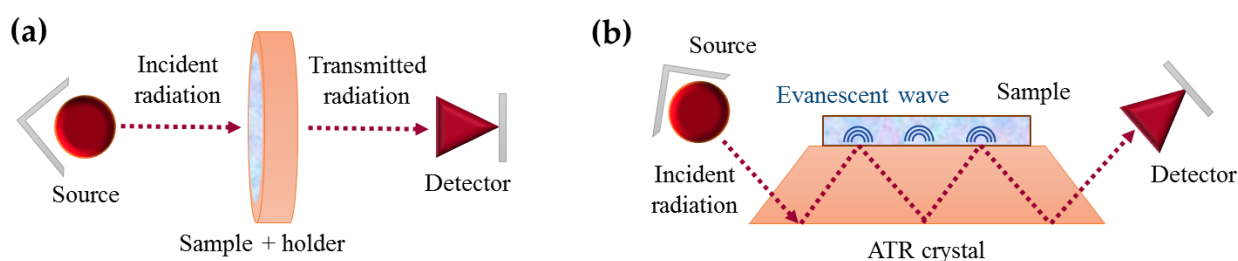 (a)
Incident
radiation
Transmitted
radiation
Source
Detector
Sample + holder
(b)
Source
Evanescent wave
Sample
Incident
radiation
Detector
ATR crystal